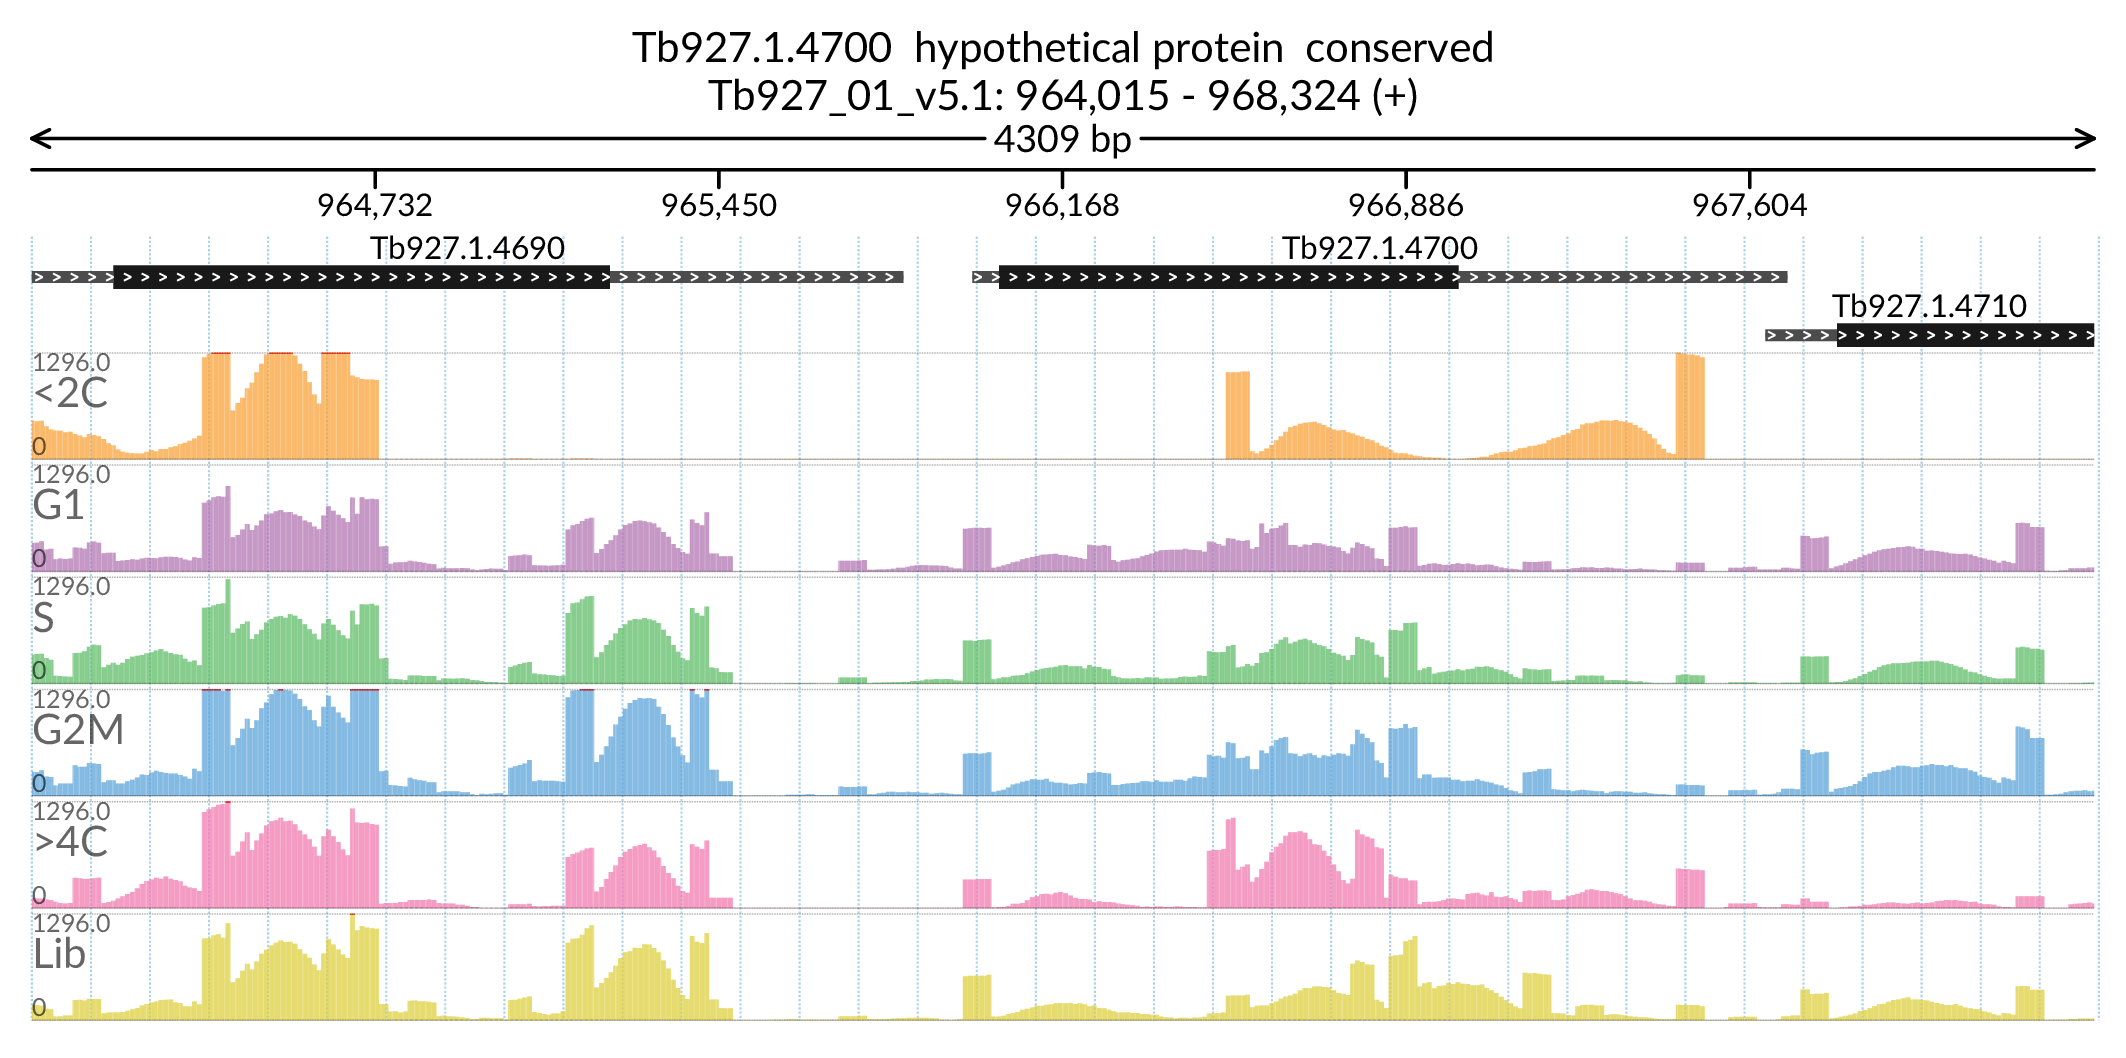 Tb927.1.4700 hypothetical protein conserved
Tb927_01_v5.1: 964,015 - 968,324 (+)
4309 bp
964,732 965,450 966,168 966,886 967,604
Tb927.1.4690 Tb927.1.4700
Tb927.1.4710
1296.0
<2C
0
1296.0
G1
0
1296.0
S
0
1296.0
G2M
0
1296.0
>4C
0
1296.0
Lib
0